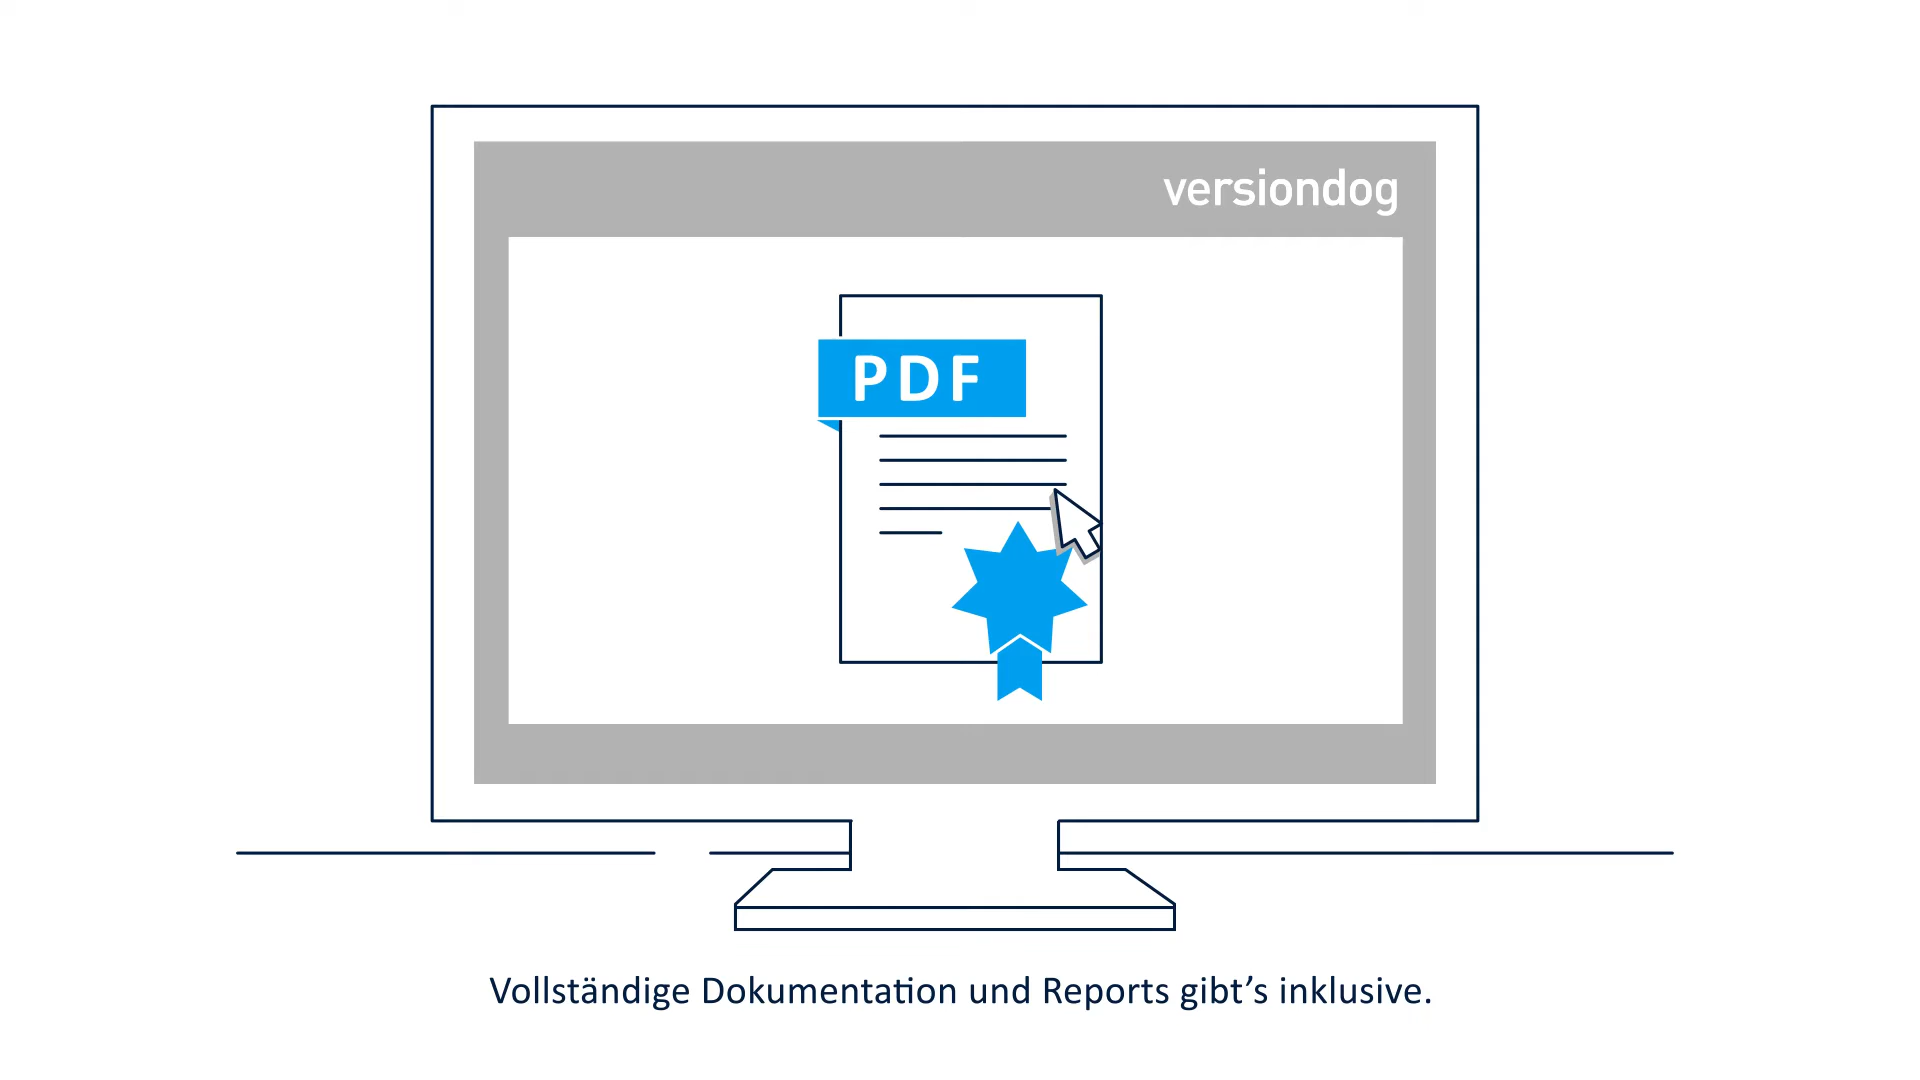 versiondog
PDF
Vollständige Dokumentation und Reports gibt’s inklusive.